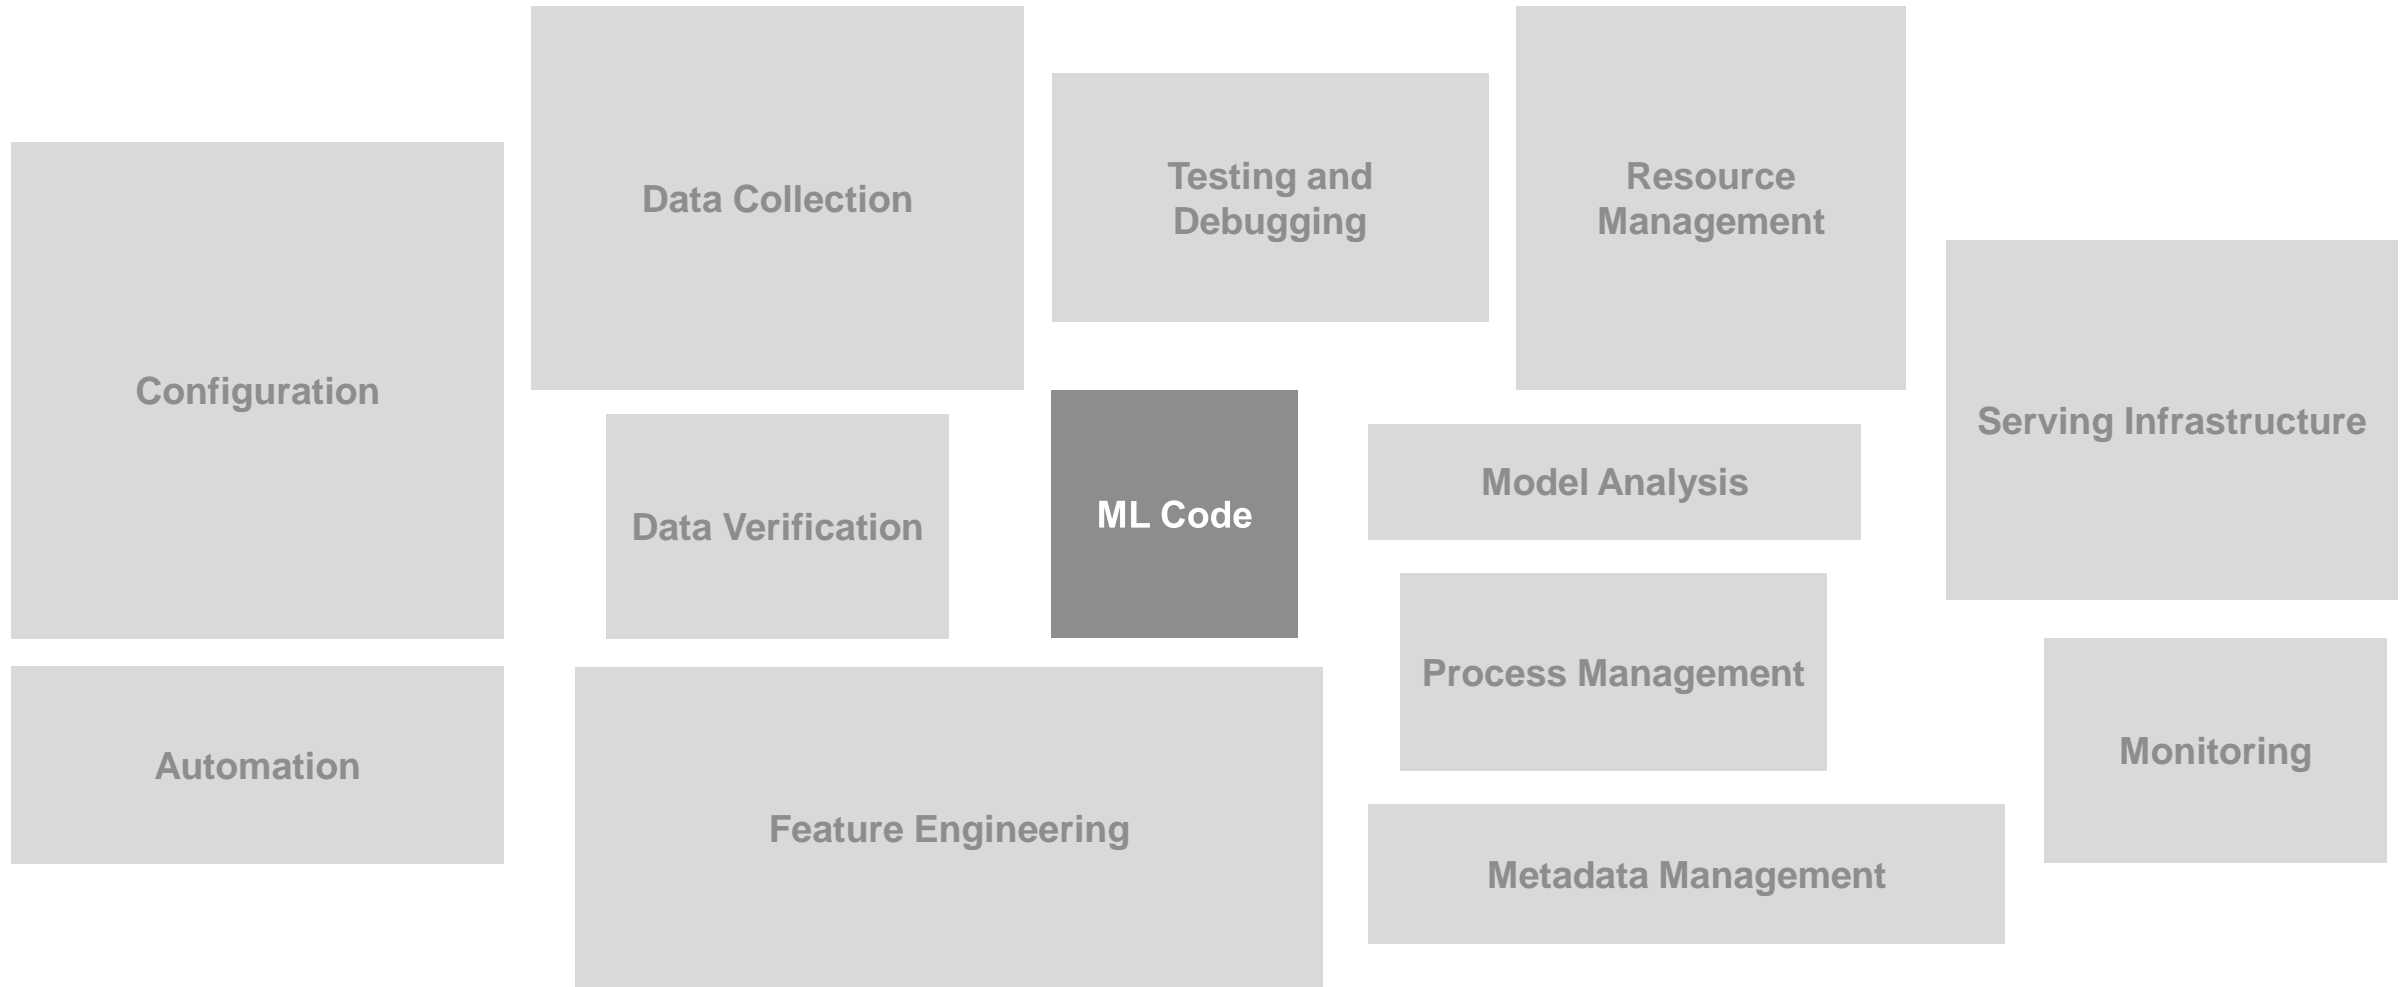 Data Collection
Testing and
Debugging
Resource
Management
Configuration
Serving Infrastructure
Data Verification
ML Code
Model Analysis
Process Management
Automation
Feature Engineering
Monitoring
Metadata Management